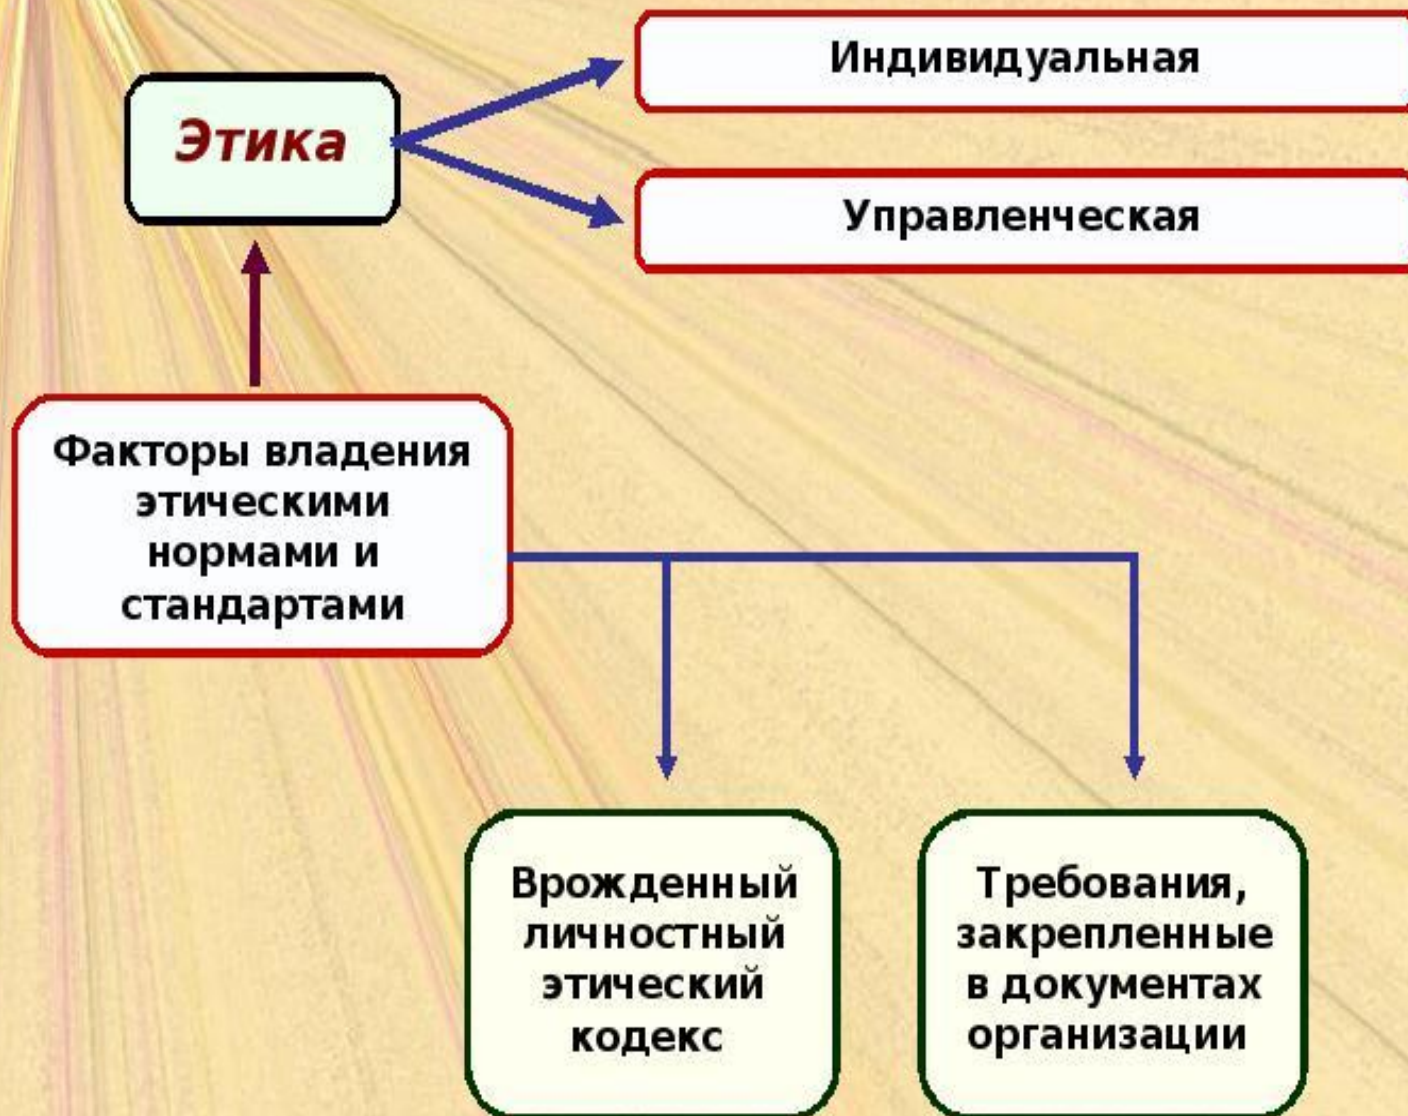 Индивидуальная
Этика
Управленческая
Факторы владения
этическими
нормами и
стандартами
Врожденный
личностный
этический
кодекс
Требования,
закрепленные
в документах
организации